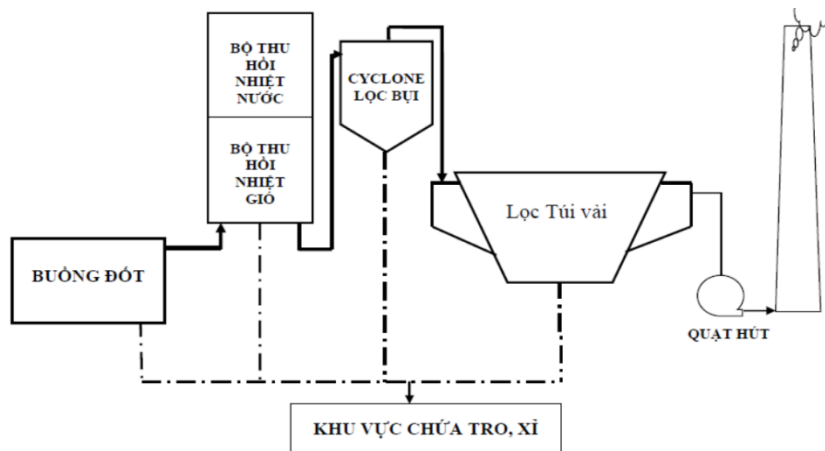 BỘ THU
HỒI
NHIỆT
NƯỚC
BỘ THU
HỒI
NHIỆT
GIÓ
CYCLONE
LỌC BỤI
Lọc Túi vải
BUỒNG ĐỐT
QUẠT HÚT
KHU VỰC CHỨA TRO, XỈ